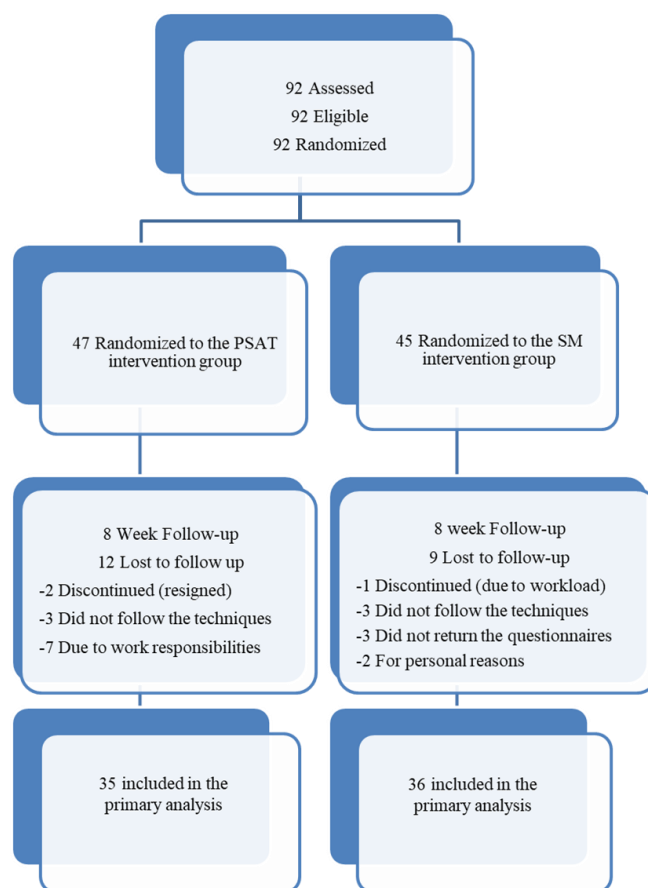 92 Assessed
92 Eligible
92 Randomized
47 Randomized to the PSAT
intervention group
45 Randomized to the SM
intervention group
8 Week Follow-up
12 Lost to follow up
-2 Discontinued (resigned)
-3 Did not follow the techniques
-7 Due to work responsibilities
8 week Follow-up
9 Lost to follow-up
-1 Discontinued (due to workload)
-3 Did not follow the techniques
-3 Did not return the questionnaires
-2 For personal reasons
35 included in the
primary analysis
36 included in the
primary analysis